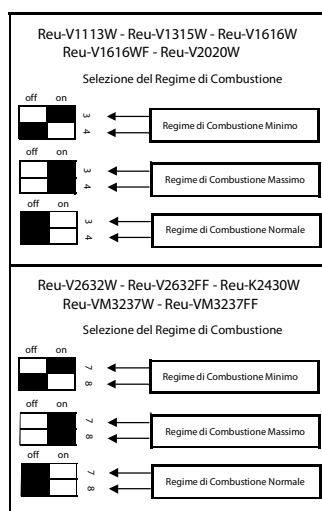 Reu-V1113W - Reu-V1315W - Reu-V1616W
Reu-V1616WF - Reu-V2020W
Selezione del Regime di Combustione
off on
3
4
Regime di Combustione Minimo
off on
3
4
Regime di Combustione Massimo
off on
3
4
Regime di Combustione Normale
Reu-V2632W - Reu-V2632FF - Reu-K2430W
Reu-VM3237W - Reu-VM3237FF
Selezione del Regime di Combustione
off on
7
8
Regime di Combustione Minimo
off on
7
8
Regime di Combustione Massimo
off on
7
8
Regime di Combustione Normale